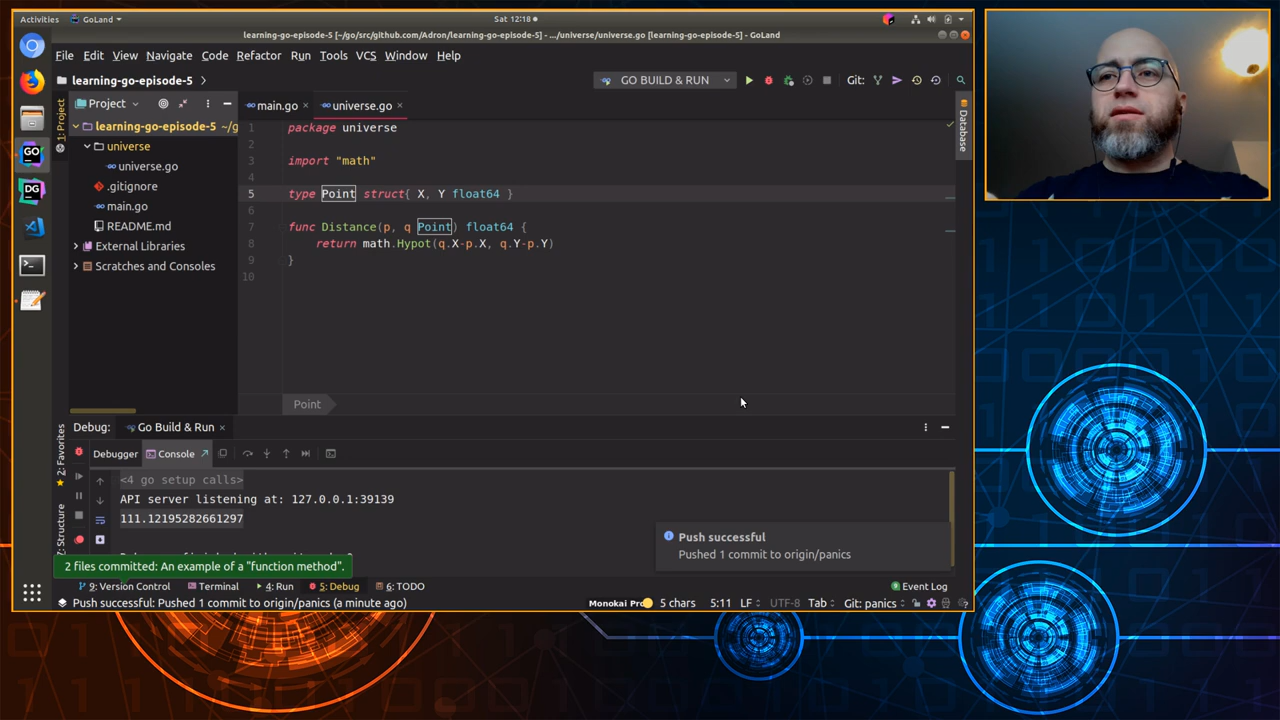 Activities
GoLand
Sat 12:18
learning-go-episode-5 [~/go/src/github.com/Adron/learning-go-episode-5] - .../universe/universe.go [learning-go-episode-5] - GoLand
File Edit View Navigate Code Refactor Run Tools VCS Window Help
learning-go-episode-5
GO BUILD & RUN
Git:
1: Project
Project
main.go
universe.go
learning-go-episode-5 ~/g
universe
universe.go
.gitignore
main.go
README.md
External Libraries
Scratches and Consoles
1 package universe
2
3 import "math"
4
5 type Point struct{ X, Y float64 }
6
7 func Distance(p, q Point) float64 {
8 return math.Hypot(q.X-p.X, q.Y-p.Y)
9 }
10
Database
Point
2: Favorites
7: Structure
Debug:
Go Build & Run
Debugger
Console
<4 go setup calls>
API server listening at: 127.0.0.1:39139
111.12195282661297
Push successful
Pushed 1 commit to origin/panics
2 files committed: An example of a "function method".
9: Version Control
Terminal
4: Run
5: Debug
6: TODO
Event Log
Push successful: Pushed 1 commit to origin/panics (a minute ago)
Monokai Pro
5 chars
5:11
LF
UTF-8
Tab
Git: panics